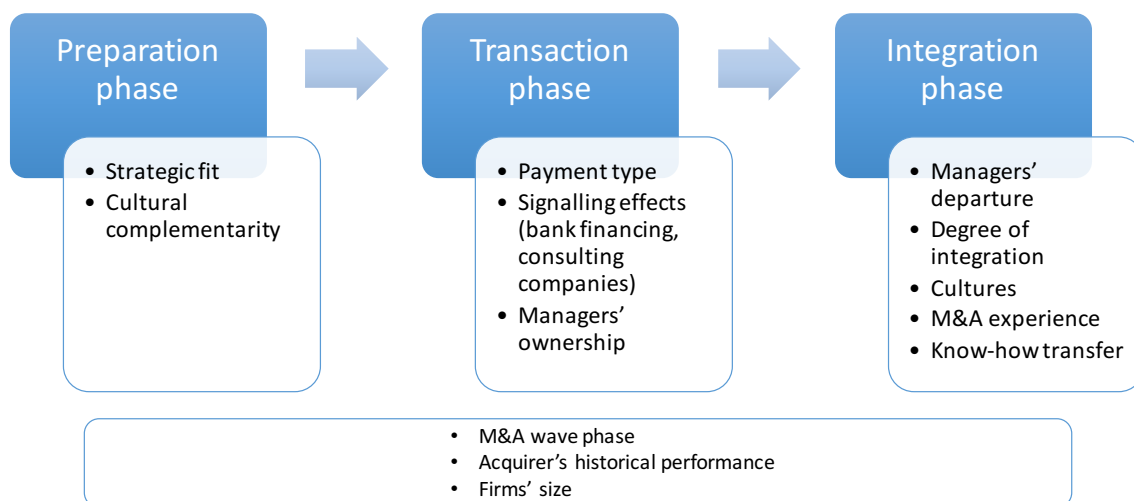 Preparation
phase
• Strategic fit
• Cultural
complementarity
Transaction
phase
• Payment type
• Signalling effects
(bank financing,
consulting
companies)
• Managers'
ownership
Integration
phase
• Managers'
departure
• Degree of
integration
• Cultures
• M&A experience
• Know-how transfer
• M&A wave phase
• Acquirer's historical performance
• Firms' size